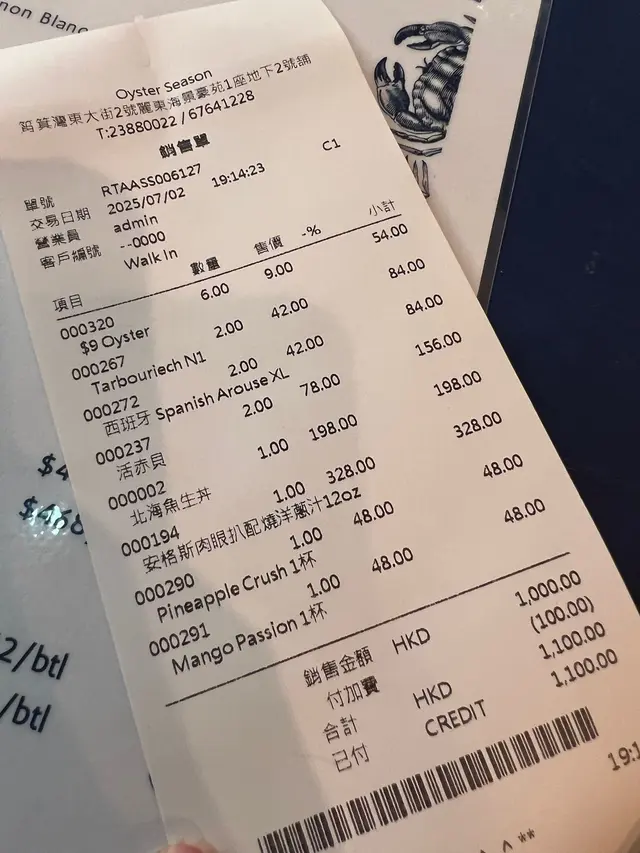 non Blanc
Oyster Season
筲箕灣東大街2號麗東海景豪苑1座地下2號舖
T:23880022 / 67641228
銷售單
單號 RTAASS006127 C1
交易日期 2025/07/02 19:14:23
營業員 admin
客戶編號 --0000
Walk In
項目 數量 售價 -% 小計
000320 6.00 9.00 54.00
$9 Oyster
000267 2.00 42.00 84.00
Tarbouriech N1
000272 2.00 42.00 84.00
西班牙 Spanish Arouse XL
000237 2.00 78.00 156.00
活赤貝
000002 1.00 198.00 198.00
北海魚生丼
000194 1.00 328.00 328.00
安格斯肉眼扒配燒洋蔥汁12oz
000290 1.00 48.00 48.00
Pineapple Crush 1杯
000291 1.00 48.00 48.00
Mango Passion 1杯
銷售金額 HKD 1,000.00
付加費 (100.00)
合計 HKD 1,100.00
已付 CREDIT 1,100.00
2/btl
/btl
19:1